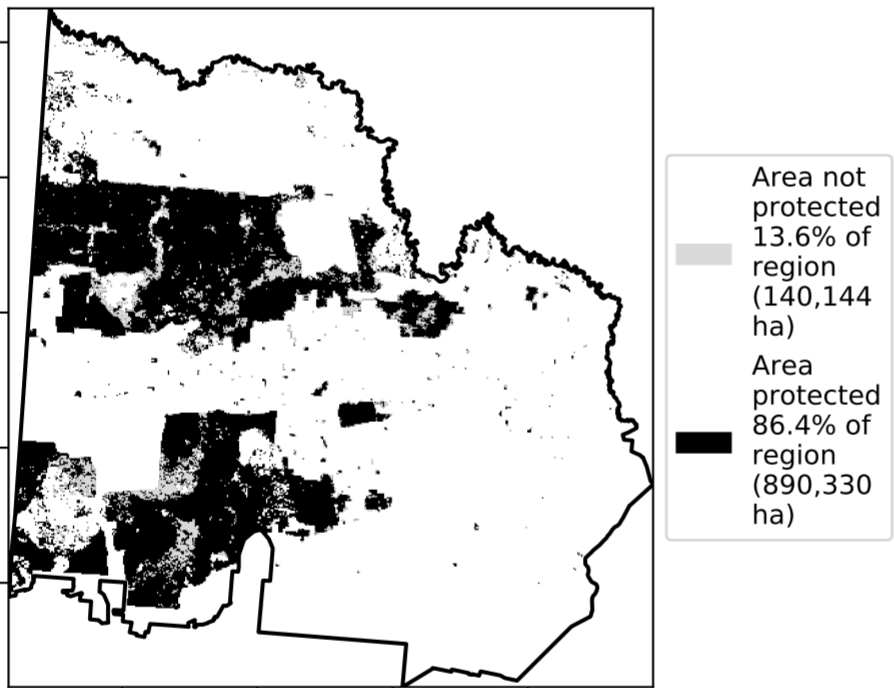 Area not
protected
13.6% of
region
(140,144
ha)
Area
protected
86.4% of
region
(890,330
ha)